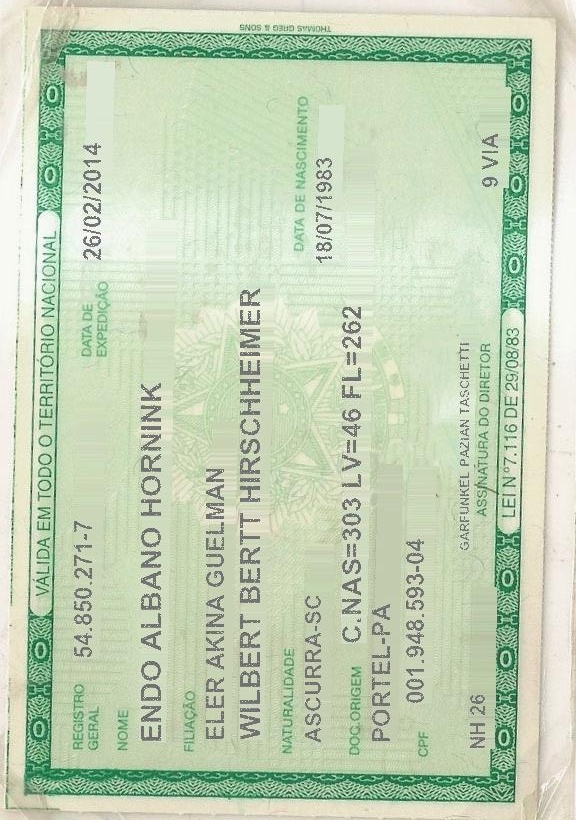 THOMAS GREG & SONS
VÁLIDA EM TODO O TERRITÓRIO NACIONAL
REGISTRO GERAL 54.850.271-7 DATA DE EXPEDIÇÃO 26/02/2014
NOME
ENDO ALBANO HORNINK
FILIAÇÃO
ELER AKINA GUELMAN
WILBERT BERTT HIRSCHHEIMER
NATURALIDADE DATA DE NASCIMENTO
ASCURRA-SC 18/07/1983
DOC.ORIGEM C.NAS=303 LV=46 FL=262
PORTEL-PA
CPF 001.948.593-04
GARFUNKEL PAZIAN TASCHETTI
NH 26 ASSINATURA DO DIRETOR 9 VIA
LEI Nº 7.116 DE 29/08/83